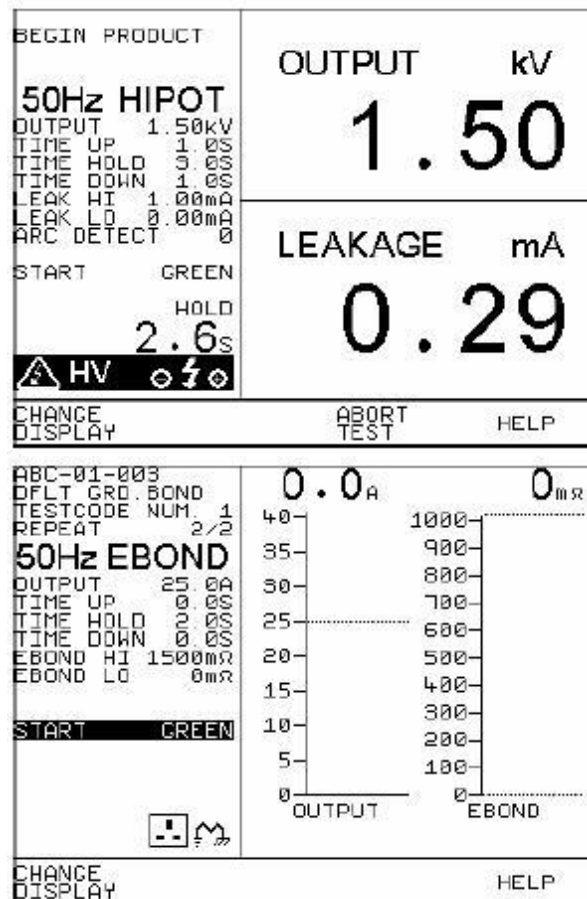 BEGIN PRODUCT
50Hz HIPOT
OUTPUT 1.50kV
TIME UP 1.0S
TIME HOLD 3.0S
TIME DOWN 1.0S
LEAK HI 1.00mA
LEAK LO 0.00mA
ARC DETECT 0
START GREEN
HOLD
2.6s
HV
OUTPUT kV
1.50
LEAKAGE mA
0.29
CHANGE
DISPLAY
ABORT
TEST
HELP
ABC-01-003
DFLT GRD.BOND
TESTCODE NUM. 1
REPEAT 2/2
50Hz EBOND
OUTPUT 25.0A
TIME UP 0.0S
TIME HOLD 2.0S
TIME DOWN 0.0S
EBOND HI 1500mΩ
EBOND LO 0mΩ
START GREEN
0.0A
40
35
30
25
20
15
10
5
0
OUTPUT
0mΩ
1000
900
800
700
600
500
400
300
200
100
0
EBOND
CHANGE
DISPLAY
HELP